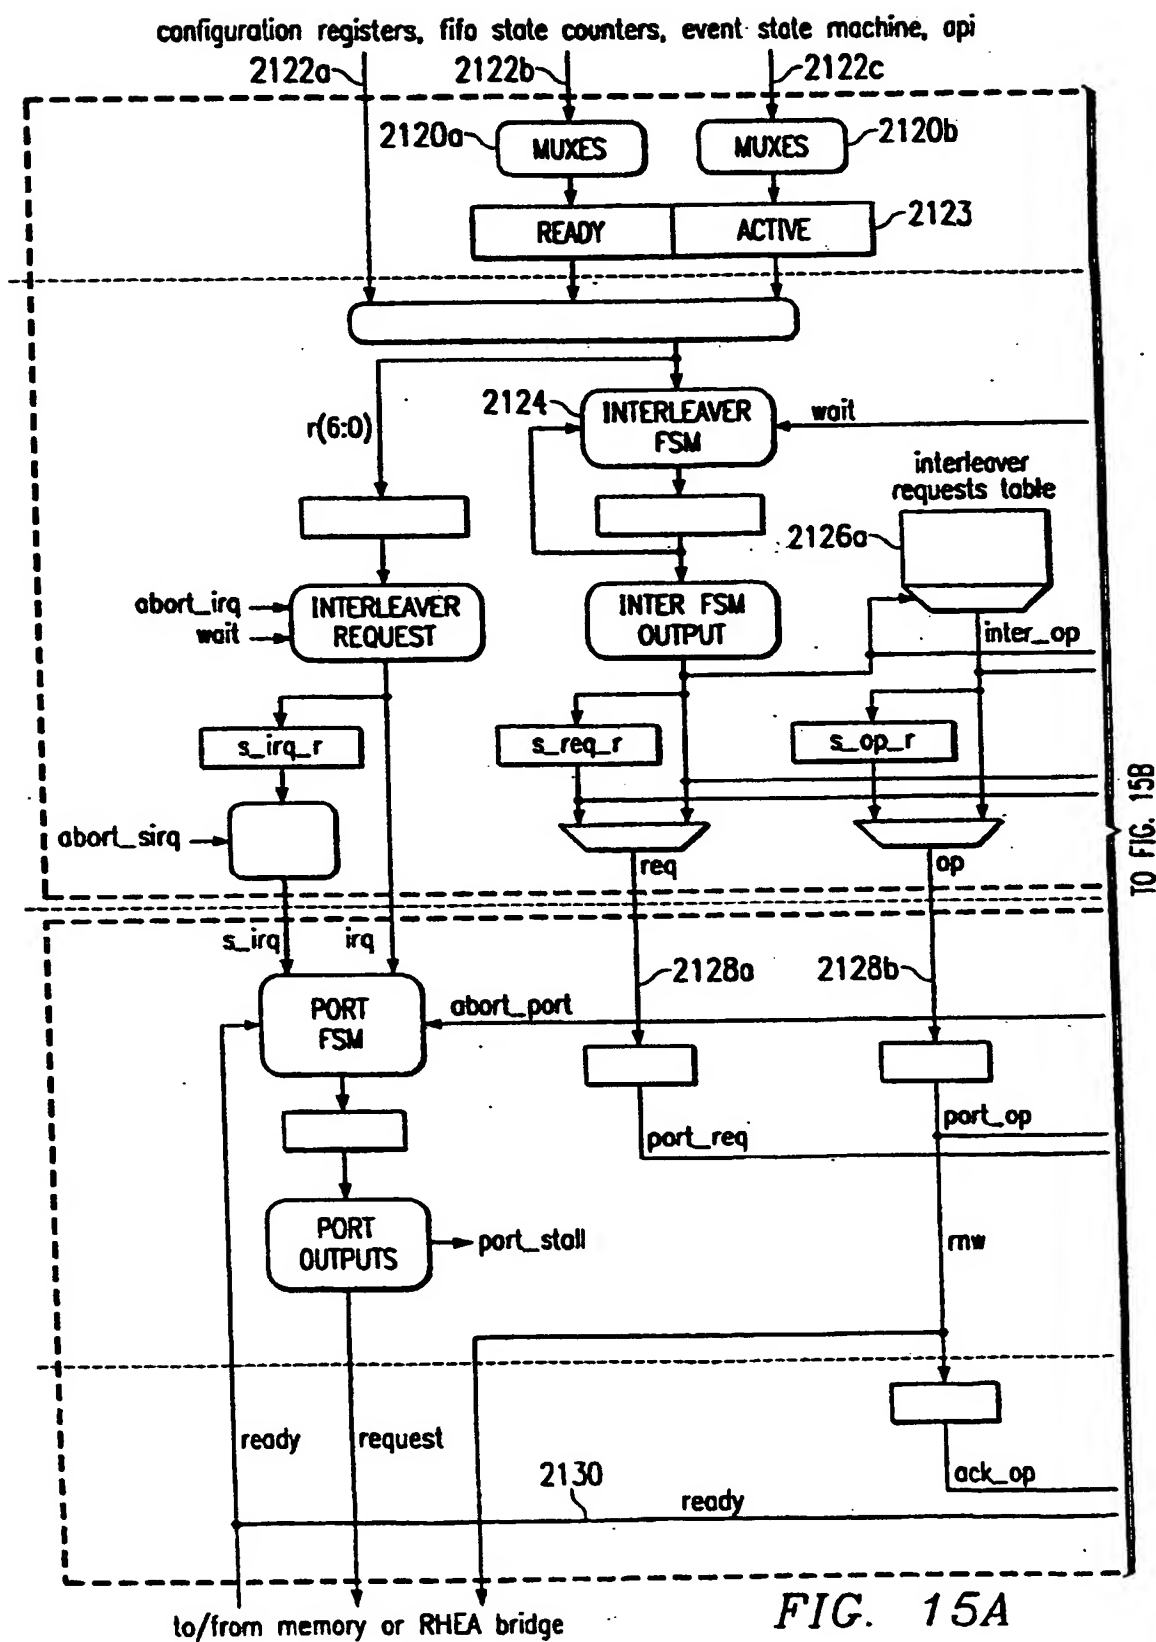 configuration registers, fifo state counters, event state machine, api
2122a
2122b
2122c
2120a
MUXES
MUXES
2120b
READY
ACTIVE
2123
2124
INTERLEAVER
FSM
wait
r(6:0)
interleaver
requests table
2126a
abort_irq
wait
INTERLEAVER
REQUEST
INTER FSM
OUTPUT
inter_op
s_irq_r
s_req_r
s_op_r
abort_sirq
req
op
TO FIG. 15B
s_irq
irq
2128a
2128b
PORT
FSM
abort_port
port_req
port_op
PORT
OUTPUTS
port_stall
rnw
ready
request
2130
ready
ack_op
to/from memory or RHEA bridge
FIG. 15A